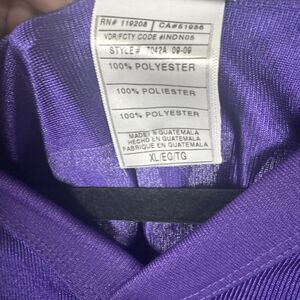 RN# 119208 CA#51966
VDR/FCTY CODE #INDN05
STYLE# 7042A 09-09
100% POLYESTER
100% POLIESTER
100% POLYESTER
MADE IN GUATEMALA
HECHO EN GUATEMALA
FABRIQUE EN GUATEMALA
XL/EG/TG